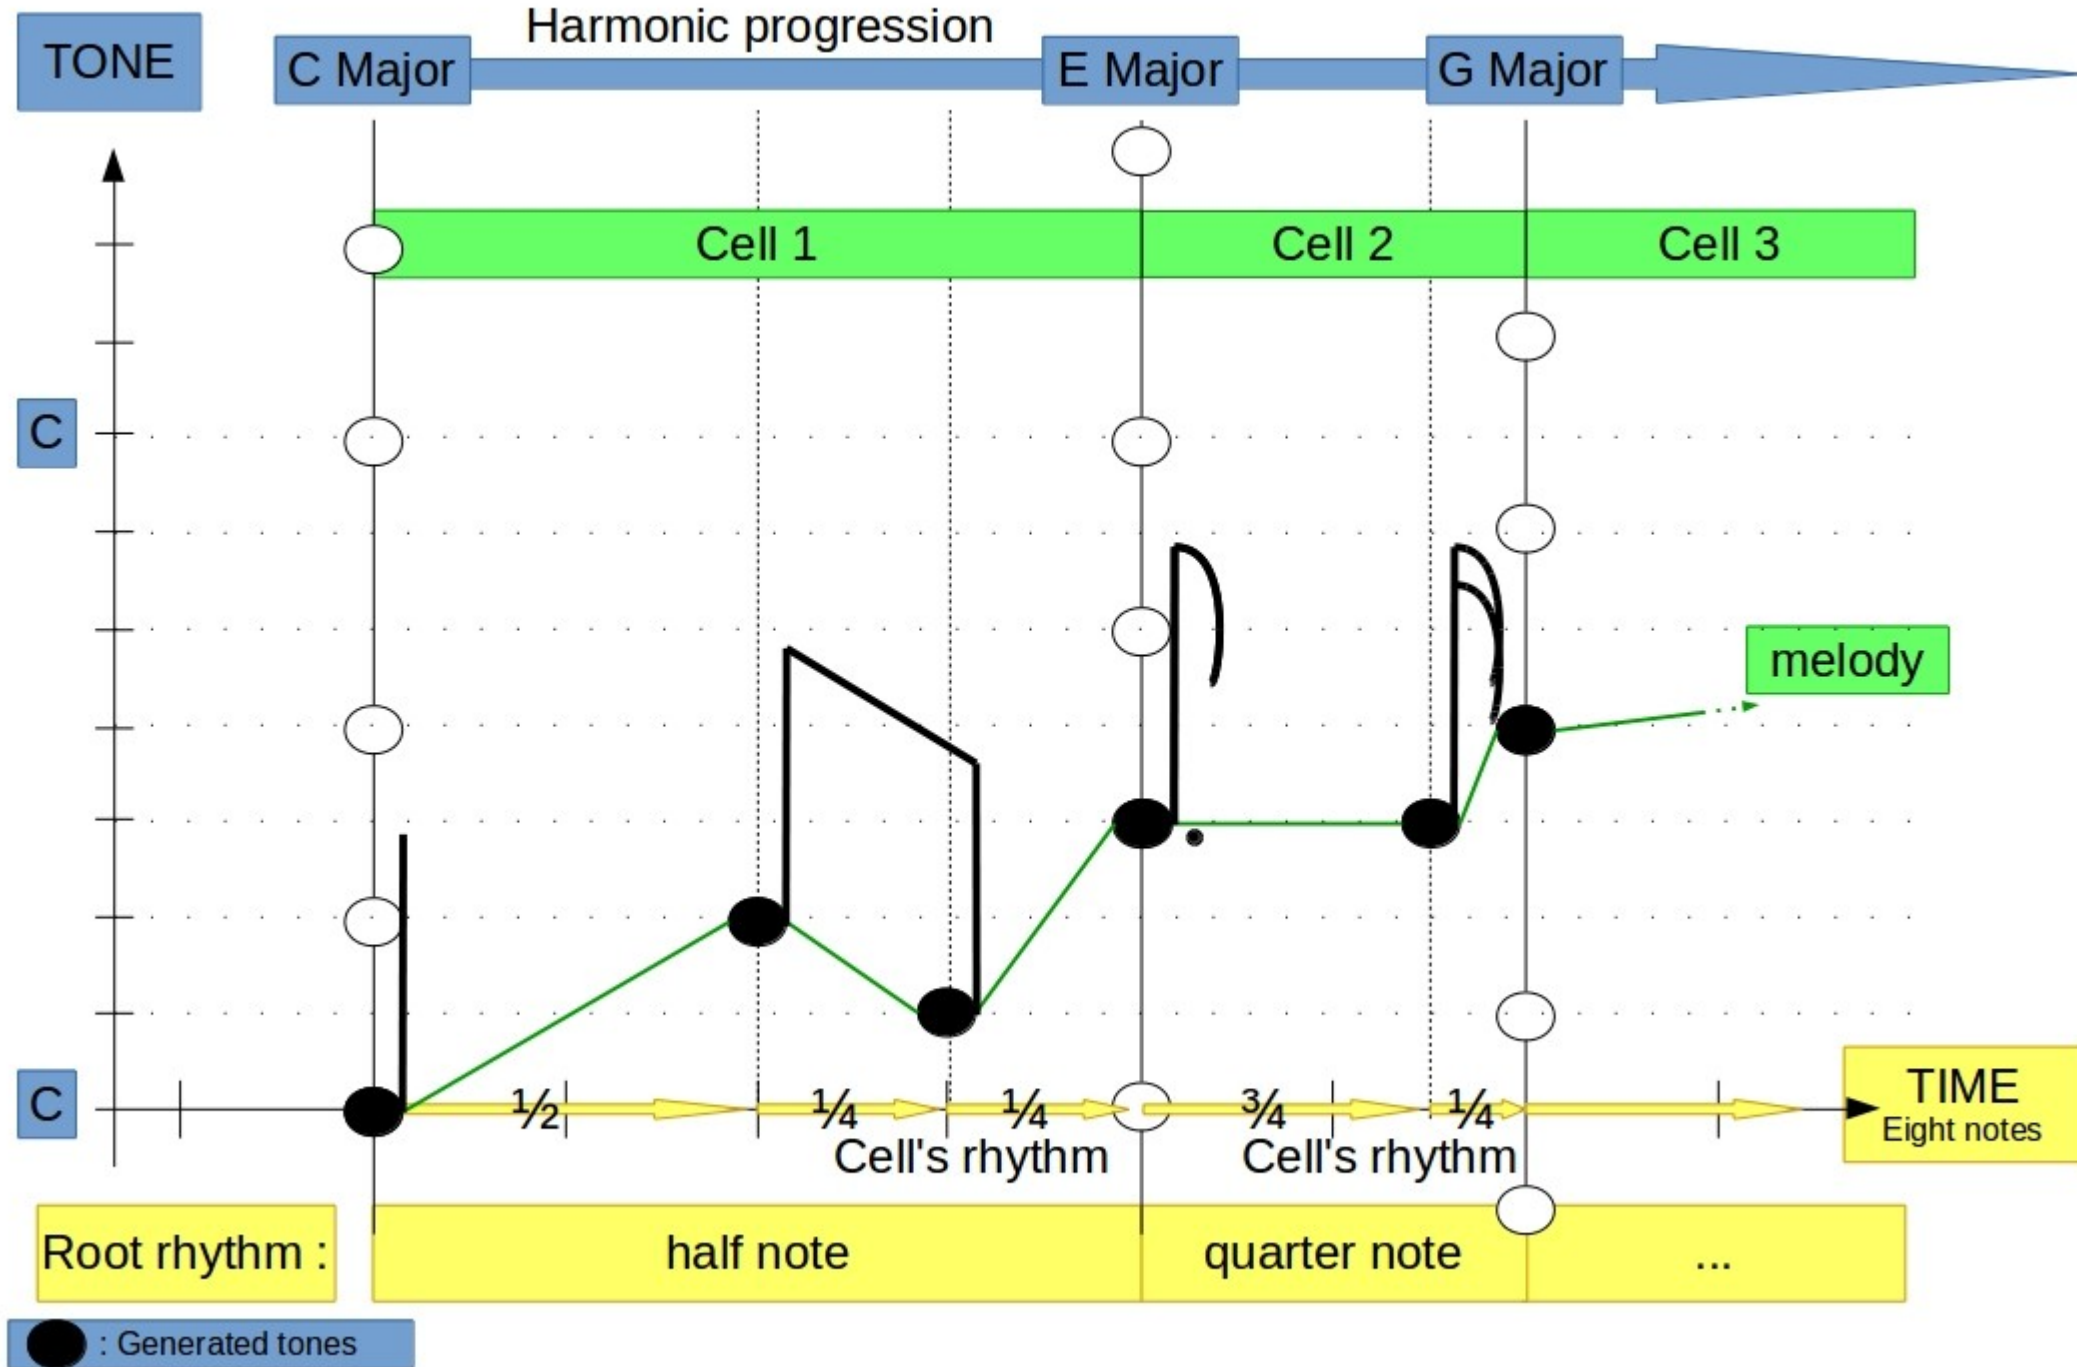 Harmonic progression
TONE
C Major
E Major
G Major
Cell 1
Cell 2
Cell 3
C
melody
C
½
¼
¼
¾
¼
TIME
Eight notes
Cell's rhythm
Cell's rhythm
Root rhythm :
half note
quarter note
...
: Generated tones